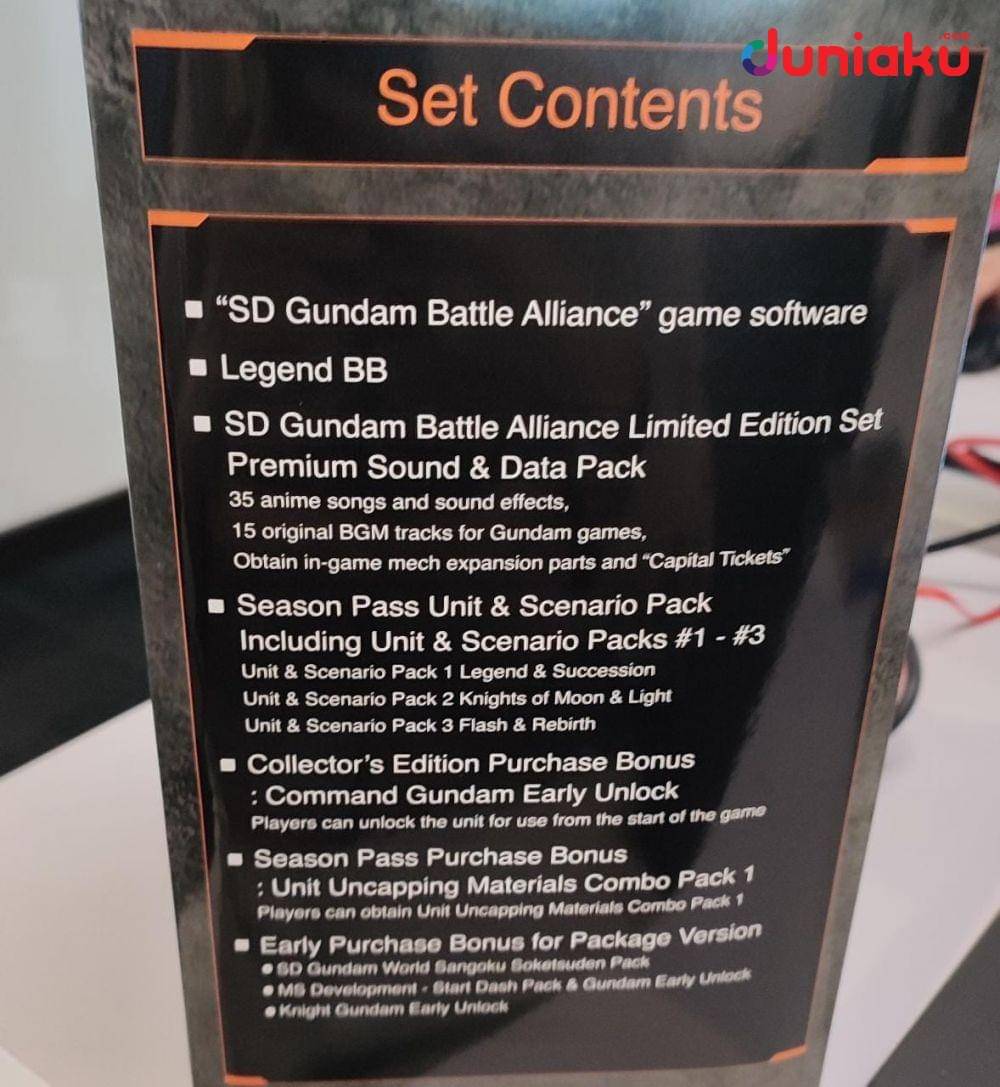 duniaku.com
Set Contents
■ “SD Gundam Battle Alliance” game software
■ Legend BB
■ SD Gundam Battle Alliance Limited Edition Set
Premium Sound & Data Pack
35 anime songs and sound effects,
15 original BGM tracks for Gundam games,
Obtain in-game mech expansion parts and “Capital Tickets”
■ Season Pass Unit & Scenario Pack
Including Unit & Scenario Packs #1 - #3
Unit & Scenario Pack 1 Legend & Succession
Unit & Scenario Pack 2 Knights of Moon & Light
Unit & Scenario Pack 3 Flash & Rebirth
■ Collector’s Edition Purchase Bonus
: Command Gundam Early Unlock
Players can unlock the unit for use from the start of the game
■ Season Pass Purchase Bonus
: Unit Uncapping Materials Combo Pack 1
Players can obtain Unit Uncapping Materials Combo Pack 1
■ Early Purchase Bonus for Package Version
● SD Gundam World Sangoku Soketsuden Pack
● MS Development - Start Dash Pack & Gundam Early Unlock
● Knight Gundam Early Unlock